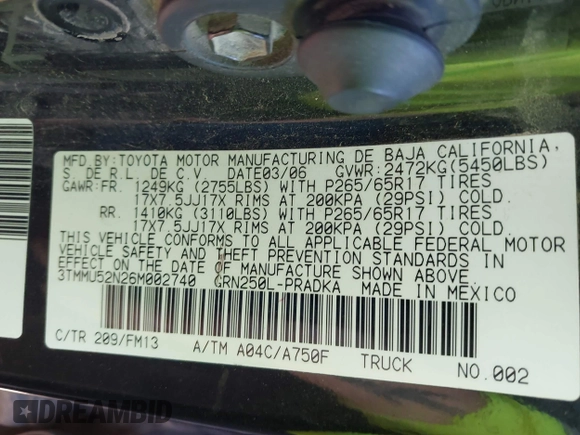 MFD.BY:TOYOTA MOTOR MANUFACTURING DE BAJA CALIFORNIA,
S. DE R.L. DE C.V. DATE03/06 GVWR:2472KG(5450LBS)
GAWR:FR. 1249KG (2755LBS) WITH P265/65R17 TIRES
17X7.5JJ17X RIMS AT 200KPA (29PSI) COLD.
RR. 1410KG (3110LBS) WITH P265/65R17 TIRES
17X7.5JJ17X RIMS AT 200KPA (29PSI) COLD.
THIS VEHICLE CONFORMS TO ALL APPLICABLE FEDERAL MOTOR
VEHICLE SAFETY AND THEFT PREVENTION STANDARDS IN
EFFECT ON THE DATE OF MANUFACTURE SHOWN ABOVE.
3TMMU52N26M002740 GRN250L-PRADKA MADE IN MEXICO
C/TR 209/FM13 A/TM A04C/A750F TRUCK NO.002
DREAMBID